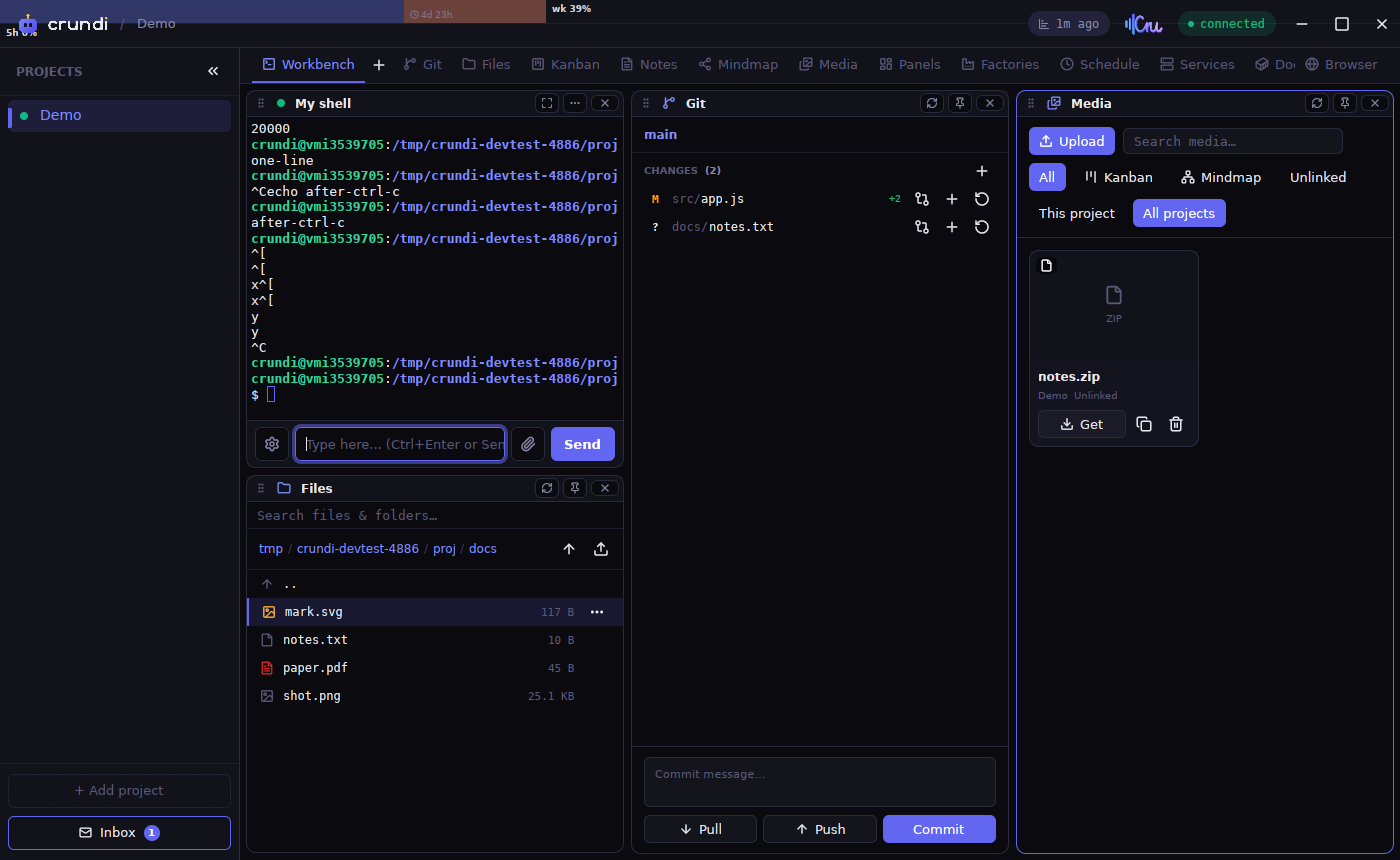 4d 23h
wk 39%
crundi / Demo
1m ago
Cru
connected
PROJECTS
Demo
+ Add project
Inbox 1
Workbench
Git
Files
Kanban
Notes
Mindmap
Media
Panels
Factories
Schedule
Services
Browser
My shell
20000
crundi@vmi3539705:/tmp/crundi-devtest-4886/proj
one-line
crundi@vmi3539705:/tmp/crundi-devtest-4886/proj
^Cecho after-ctrl-c
crundi@vmi3539705:/tmp/crundi-devtest-4886/proj
after-ctrl-c
crundi@vmi3539705:/tmp/crundi-devtest-4886/proj
^[
^[
x^[
x^[
y
y
^C
crundi@vmi3539705:/tmp/crundi-devtest-4886/proj
crundi@vmi3539705:/tmp/crundi-devtest-4886/proj
$
Type here... (Ctrl+Enter or Sen
Send
Files
Search files & folders…
tmp / crundi-devtest-4886 / proj / docs
..
mark.svg 117 B
notes.txt 10 B
paper.pdf 45 B
shot.png 25.1 KB
Git
main
CHANGES (2)
M src/app.js +2
? docs/notes.txt
Commit message…
Pull
Push
Commit
Media
Upload
Search media…
All
Kanban
Mindmap
Unlinked
This project
All projects
ZIP
notes.zip
Demo Unlinked
Get